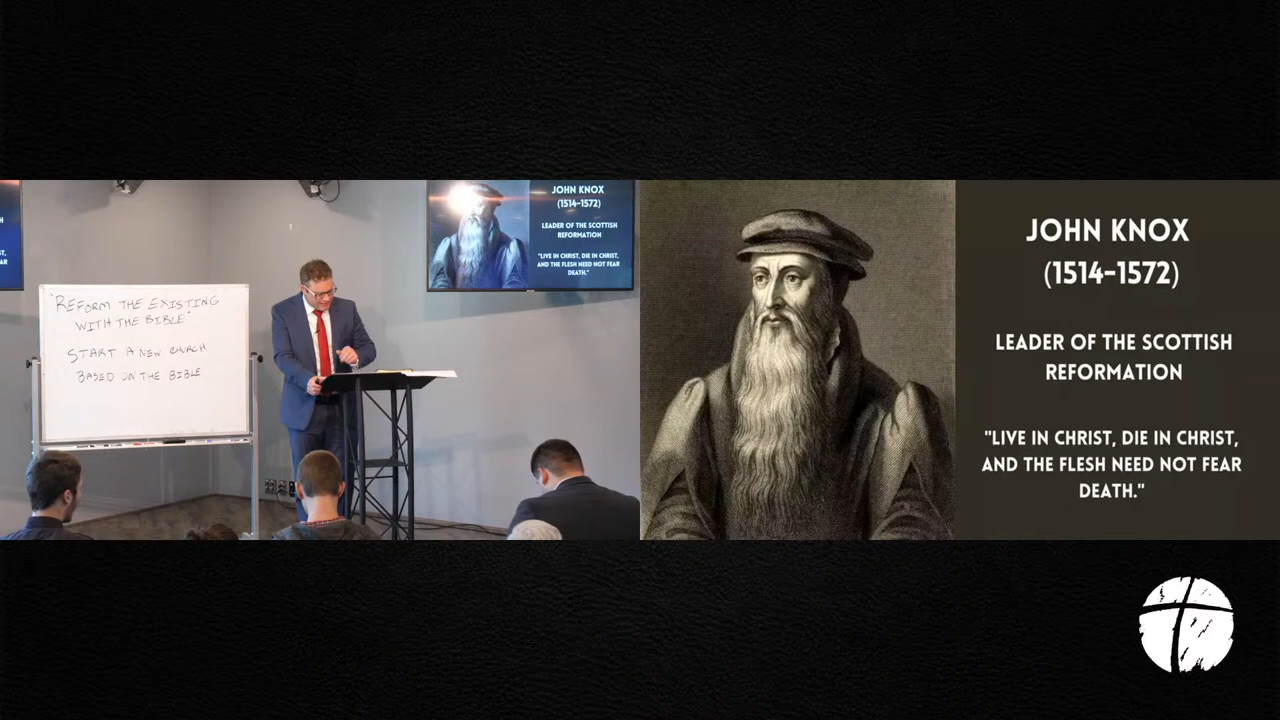 "REFORM THE EXISTING
WITH THE BIBLE"
START A NEW CHURCH
BASED ON THE BIBLE
H
T,
AR
JOHN KNOX
(1514-1572)
LEADER OF THE SCOTTISH
REFORMATION
"LIVE IN CHRIST, DIE IN CHRIST,
AND THE FLESH NEED NOT FEAR
DEATH."
JOHN KNOX
(1514-1572)
LEADER OF THE SCOTTISH
REFORMATION
"LIVE IN CHRIST, DIE IN CHRIST,
AND THE FLESH NEED NOT FEAR
DEATH."